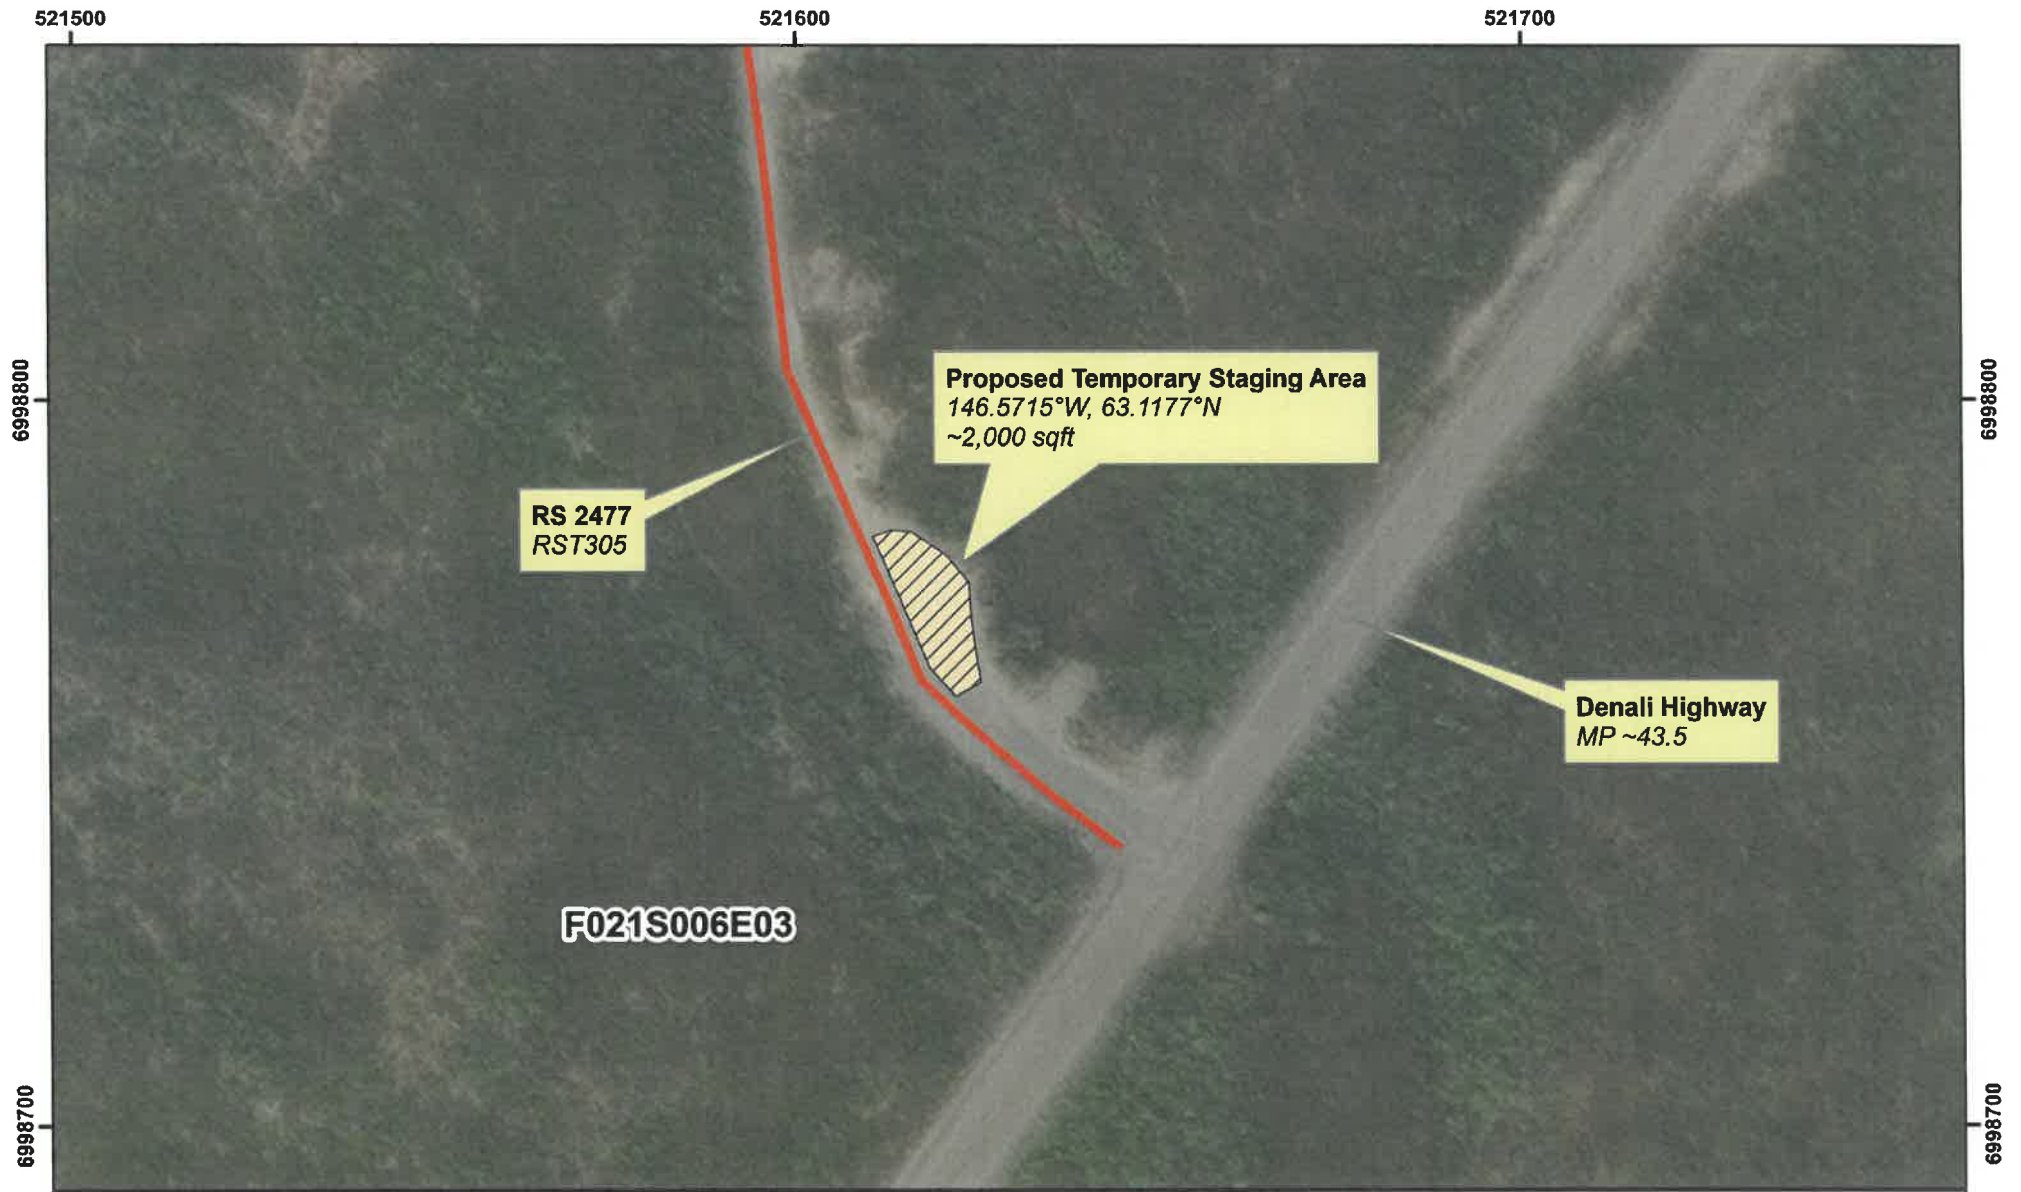 521500
521600
521700
6998800
6998800
Proposed Temporary Staging Area
146.5715°W, 63.1177°N
~2,000 sqft
RS 2477
RST305
Denali Highway
MP ~43.5
F021S006E03
6998700
6998700